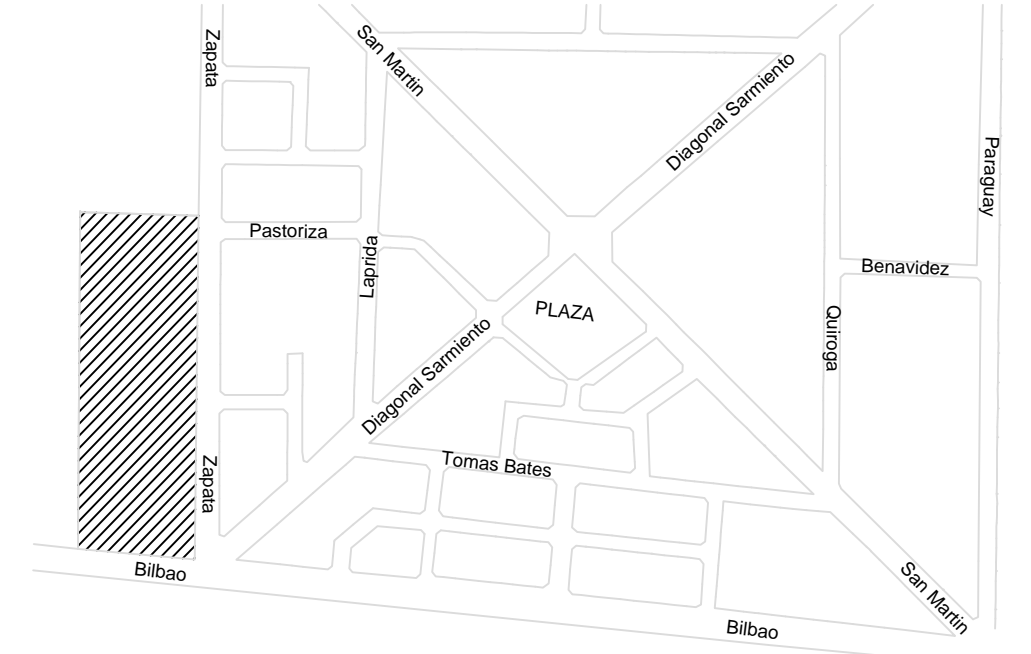 Zapata
San Martin
Diagonal Sarmiento
Paraguay
Pastoriza
Laprida
Benavidez
PLAZA
Quiroga
Diagonal Sarmiento
Tomas Bates
Zapata
Bilbao
San Martin
Bilbao